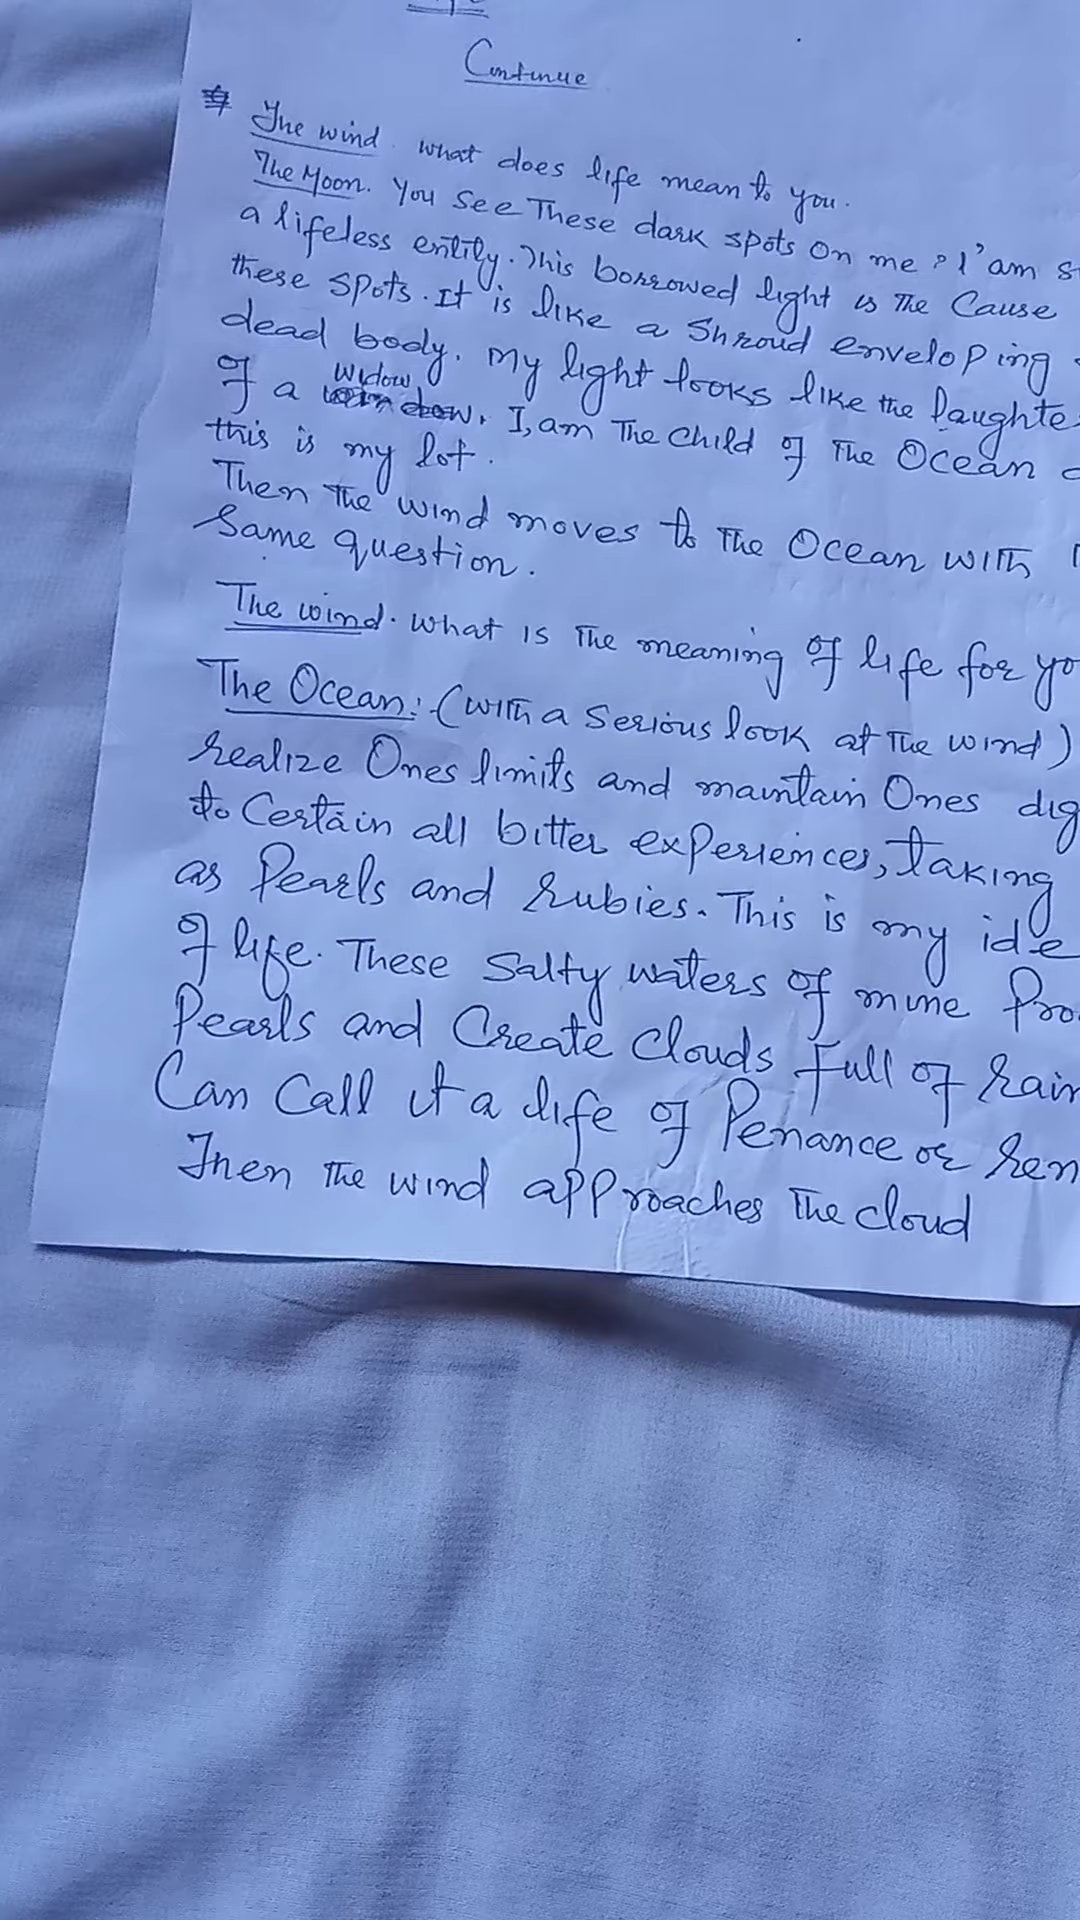 Continue
The wind. what does life mean to you.
The Moon. You see These dark spots on me? I'am
a lifeless entity. This borrowed light is The Cause
these spots. It is like a Shroud enveloping
dead body. My light looks like the laughte
of a widow. I, am The Child of The Ocean
this is my lot.
Then The wind moves to The Ocean with
Same question.
The wind. What is The meaning of life for yo
The Ocean: (with a Serious look at The wind)
realize Ones limits and maintain Ones dig
to Certain all bitter experiences, taking
as Pearls and rubies. This is my ide
of life. These Salty waters of mine Pro
Pearls and Create Clouds full of rain
Can Call it a life of Penance or ren
Then The wind approaches The cloud